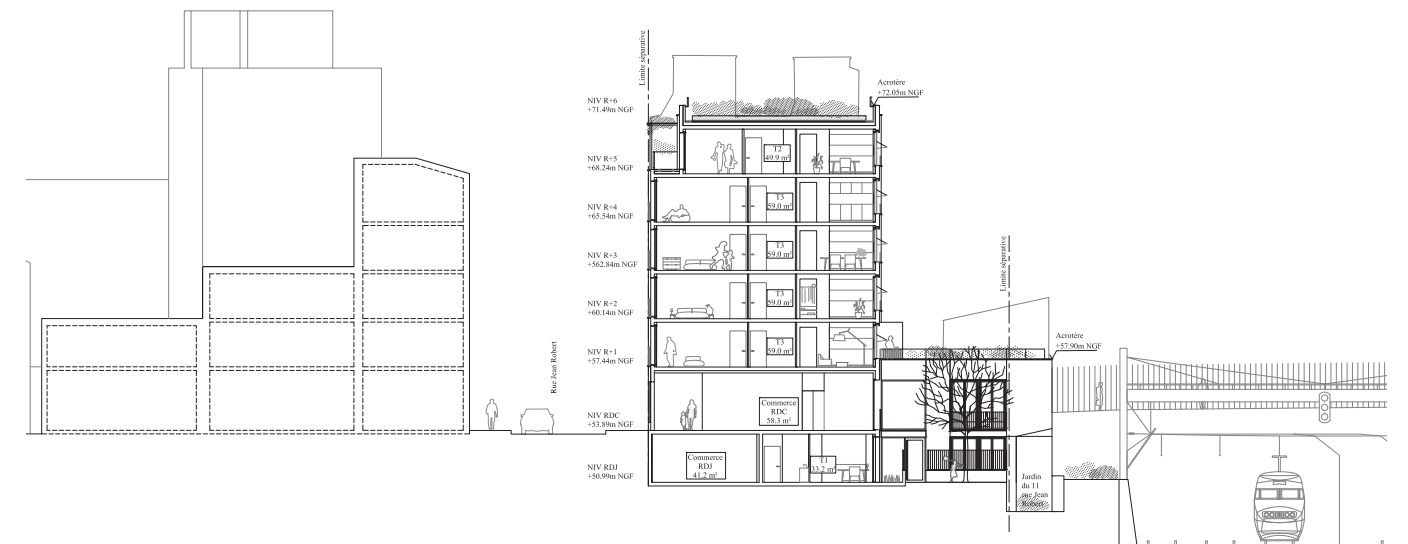 Limite séparative
Acrotère
+72.05m NGF
NIV R+6
+71.49m NGF
T2
49.9 m²
NIV R+5
+68.24m NGF
T3
59.0 m²
NIV R+4
+65.54m NGF
T3
59.0 m²
NIV R+3
+562.84m NGF
Limite séparative
T3
59.0 m²
NIV R+2
+60.14m NGF
T3
59.0 m²
NIV R+1
+57.44m NGF
Acrotère
+57.90m NGF
Rue Jean Robert
Commerce
RDC
58.3 m²
NIV RDC
+53.89m NGF
Commerce
RDJ
41.2 m²
T1
33.2 m²
NIV RDJ
+50.99m NGF
Jardin
du 11
rue Jean
Robert